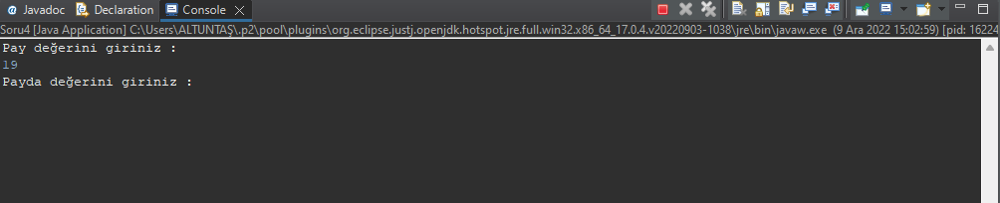 @ Javadoc Declaration Console
Soru4 [Java Application] C:\Users\ALTUNTAŞ\.p2\pool\plugins\org.eclipse.justj.openjdk.hotspot.jre.full.win32.x86_64_17.0.4.v20220903-1038\jre\bin\javaw.exe (9 Ara 2022 15:02:59) [pid: 16224
Pay değerini giriniz :
19
Payda değerini giriniz :